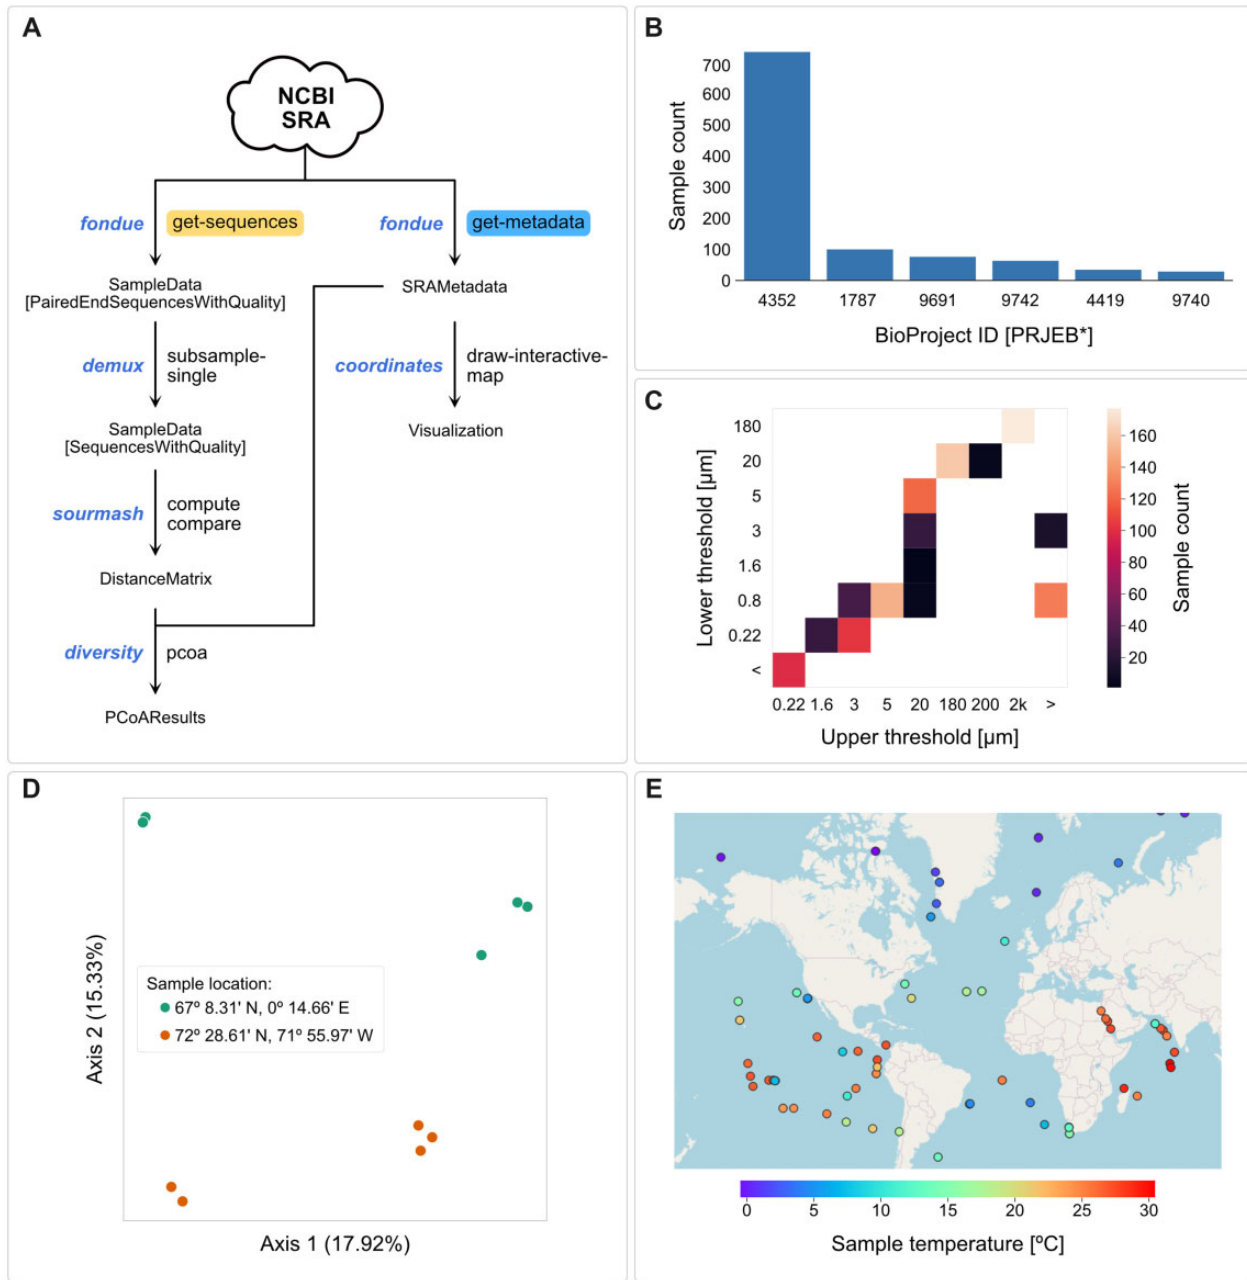 A
NCBI
SRA
fondue
get-sequences
fondue
get-metadata
SampleData
[PairedEndSequencesWithQuality]
SRAMetadata
demux
subsample-
single
coordinates
draw-interactive-
map
SampleData
[SequencesWithQuality]
Visualization
sourmash
compute
compare
DistanceMatrix
diversity
pcoa
PCoAResults
B
Sample count
700
600
500
400
300
200
100
0
4352 1787 9691 9742 4419 9740
BioProject ID [PRJEB*]
C
Lower threshold [µm]
180
20
5
3
1.6
0.8
0.22
<
0.22 1.6 3 5 20 180 200 2k >
Upper threshold [µm]
160
140
120
100
80
60
40
20
Sample count
D
Axis 2 (15.33%)
Sample location:
67º 8.31' N, 0º 14.66' E
72º 28.61' N, 71º 55.97' W
Axis 1 (17.92%)
E
0 5 10 15 20 25 30
Sample temperature [ºC]